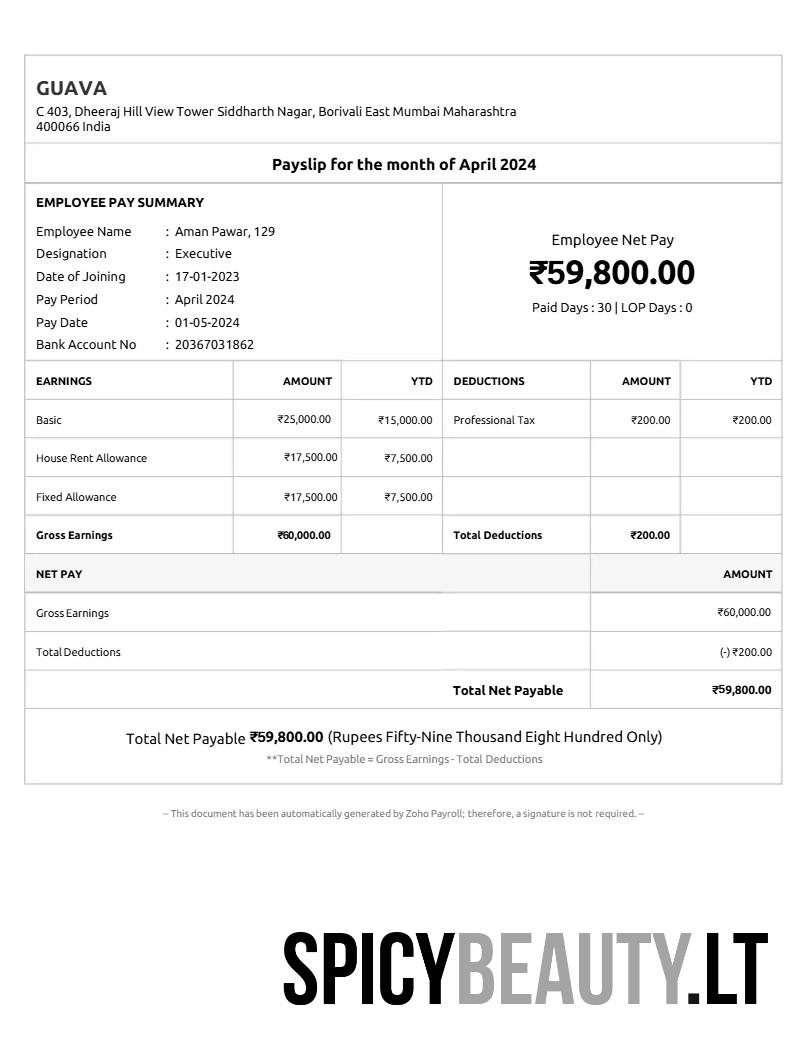 GUAVA
C 403, Dheeraj Hill View Tower Siddharth Nagar, Borivali East Mumbai Maharashtra
400066 India
Payslip for the month of April 2024
EMPLOYEE PAY SUMMARY
Employee Name : Aman Pawar, 129
Designation : Executive
Date of Joining : 17-01-2023
Pay Period : April 2024
Pay Date : 01-05-2024
Bank Account No : 20367031862
Employee Net Pay
₹59,800.00
Paid Days : 30 | LOP Days : 0
EARNINGS AMOUNT YTD DEDUCTIONS AMOUNT YTD
Basic ₹25,000.00 ₹15,000.00 Professional Tax ₹200.00 ₹200.00
House Rent Allowance ₹17,500.00 ₹7,500.00
Fixed Allowance ₹17,500.00 ₹7,500.00
Gross Earnings ₹60,000.00 Total Deductions ₹200.00
NET PAY AMOUNT
Gross Earnings ₹60,000.00
Total Deductions (-) ₹200.00
Total Net Payable ₹59,800.00
Total Net Payable ₹59,800.00 (Rupees Fifty-Nine Thousand Eight Hundred Only)
**Total Net Payable = Gross Earnings - Total Deductions
-- This document has been automatically generated by Zoho Payroll; therefore, a signature is not required. --
SPICYBEAUTY.LT